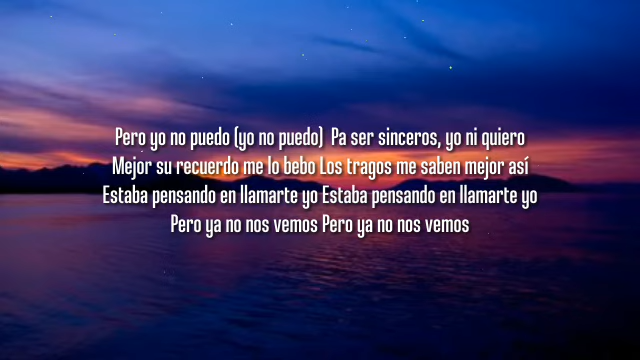 Pero yo no puedo (yo no puedo) Pa ser sinceros, yo ni quiero
Mejor su recuerdo me lo bebo Los tragos me saben mejor así
Estaba pensando en llamarte yo Estaba pensando en llamarte yo
Pero ya no nos vemos Pero ya no nos vemos